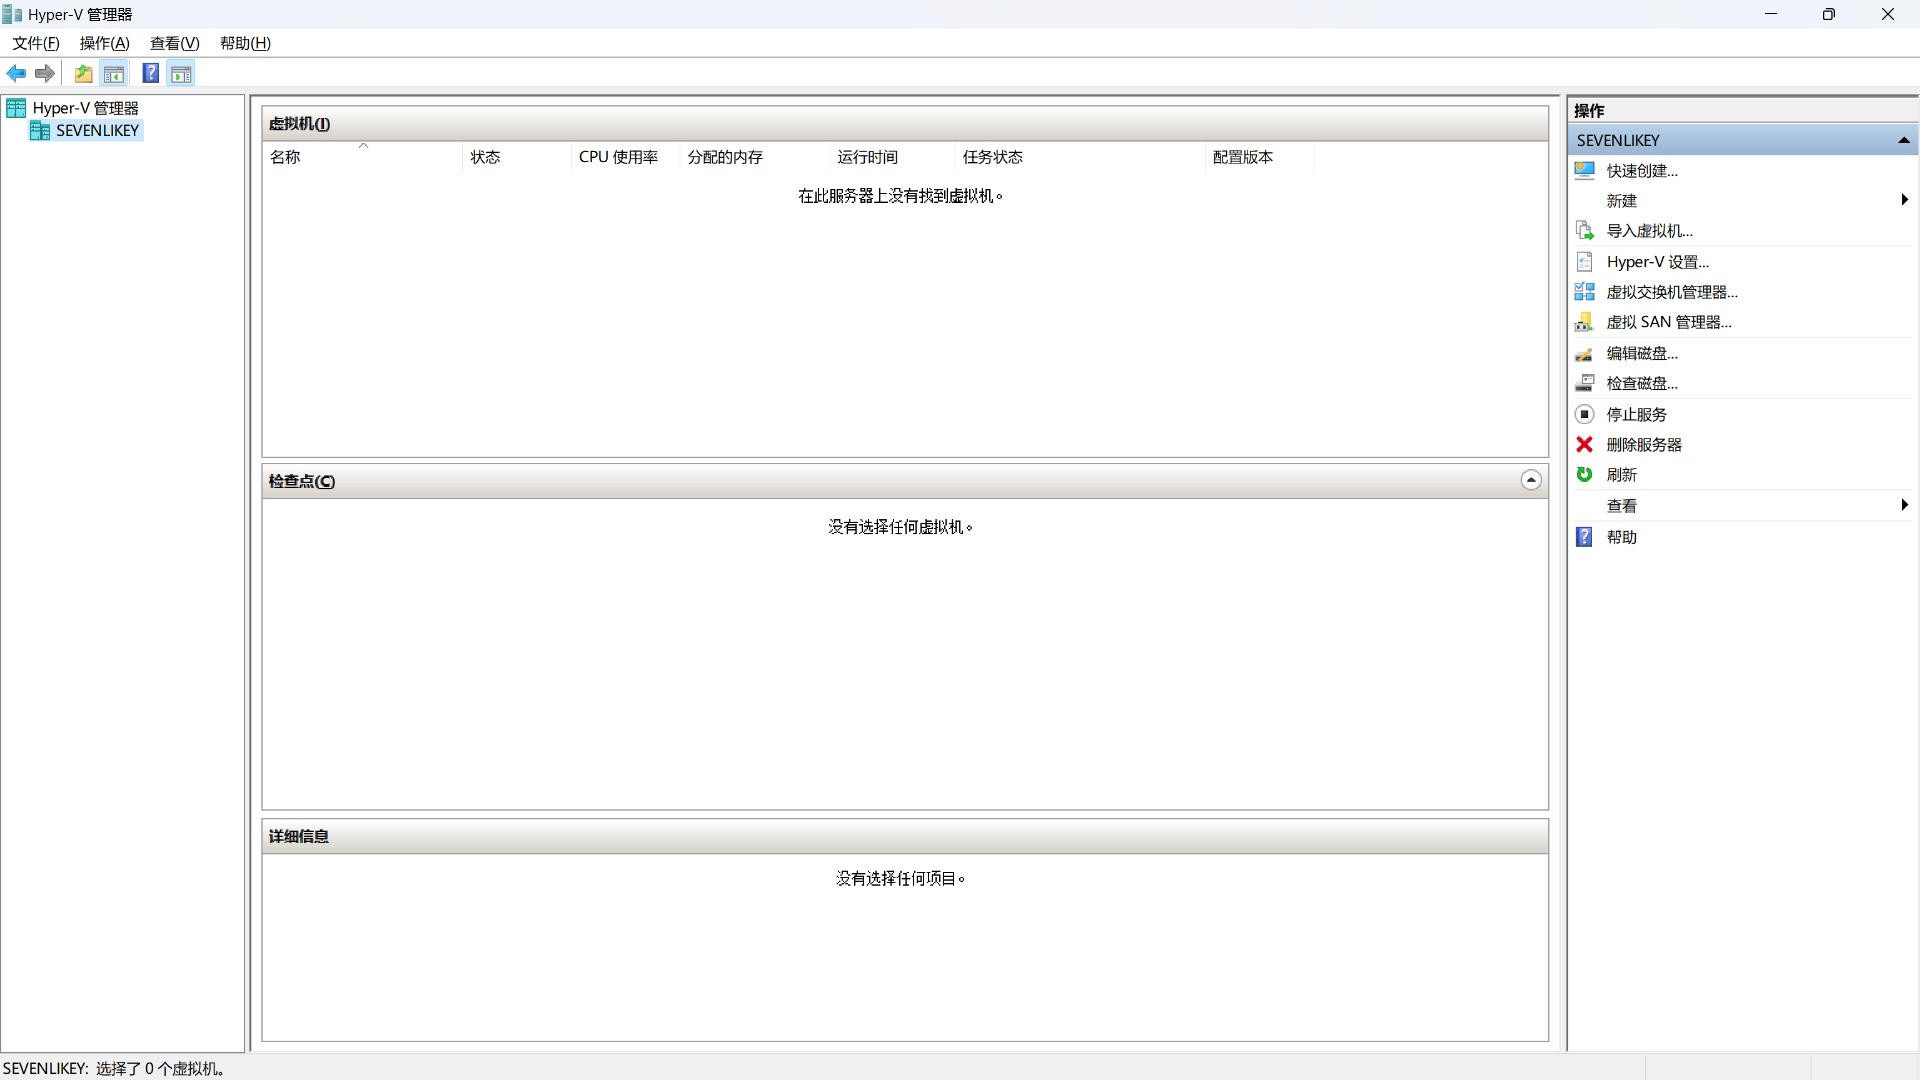 Hyper-V 管理器
文件(F) 操作(A) 查看(V) 帮助(H)
Hyper-V 管理器
SEVENLIKEY
虚拟机(I)
名称 状态 CPU 使用率 分配的内存 运行时间 任务状态 配置版本
在此服务器上没有找到虚拟机。
检查点(C)
没有选择任何虚拟机。
详细信息
没有选择任何项目。
操作
SEVENLIKEY
快速创建...
新建
导入虚拟机...
Hyper-V 设置...
虚拟交换机管理器...
虚拟 SAN 管理器...
编辑磁盘...
检查磁盘...
停止服务
删除服务器
刷新
查看
帮助
SEVENLIKEY: 选择了 0 个虚拟机。